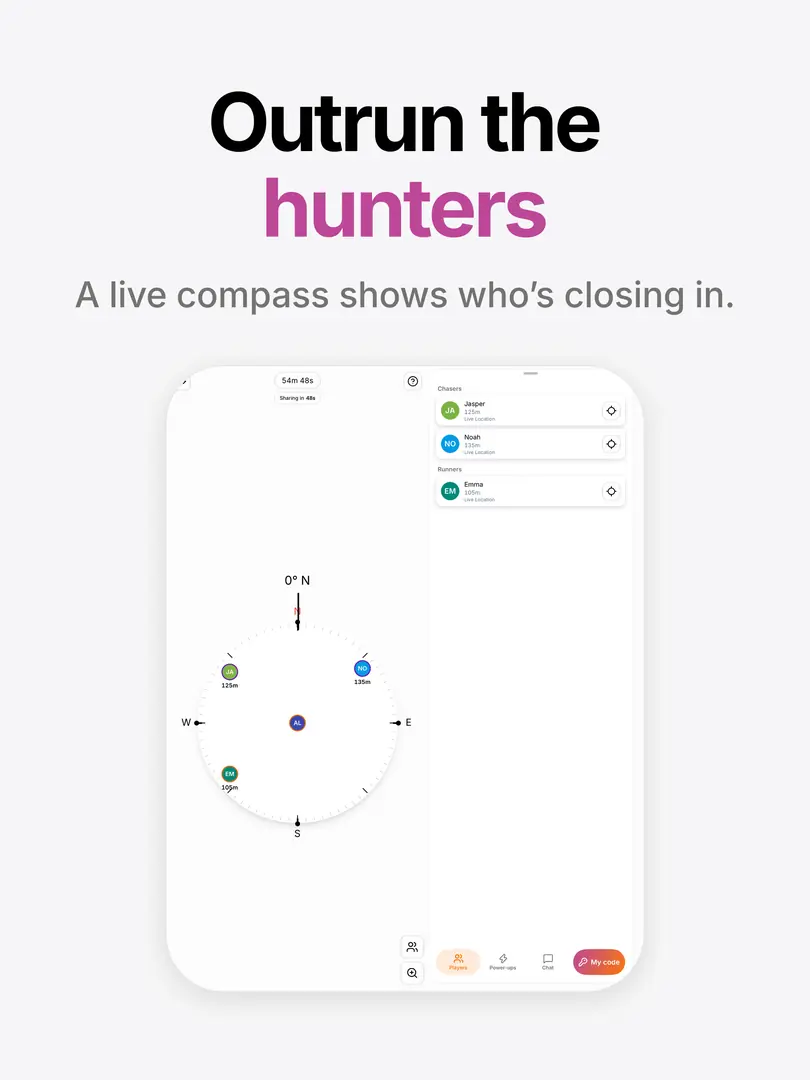 Outrun the
hunters
A live compass shows who's closing in.
54m 48s
Sharing in 48s
Chasers
JA
Jasper
125m
Live Location
NO
Noah
135m
Live Location
Runners
EM
Emma
105m
Live Location
0° N
N
JA
125m
NO
135m
W
AL
E
EM
105m
S
Players
Power-ups
Chat
My code